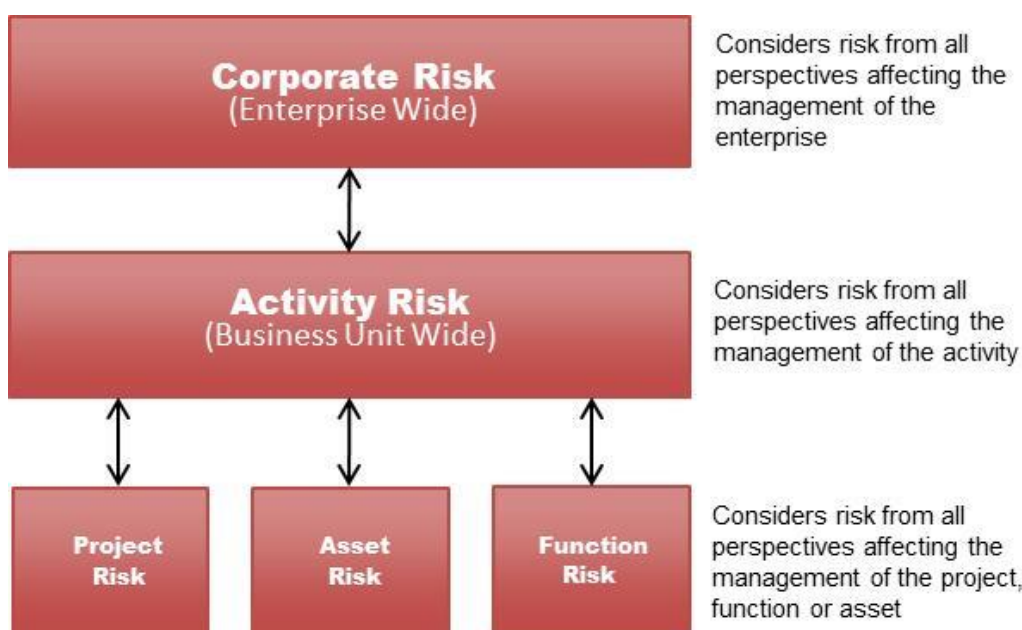 Corporate Risk
(Enterprise Wide)
Considers risk from all
perspectives affecting the
management of the
enterprise
Activity Risk
(Business Unit Wide)
Considers risk from all
perspectives affecting the
management of the activity
Project
Risk
Asset
Risk
Function
Risk
Considers risk from all
perspectives affecting the
management of the project,
function or asset